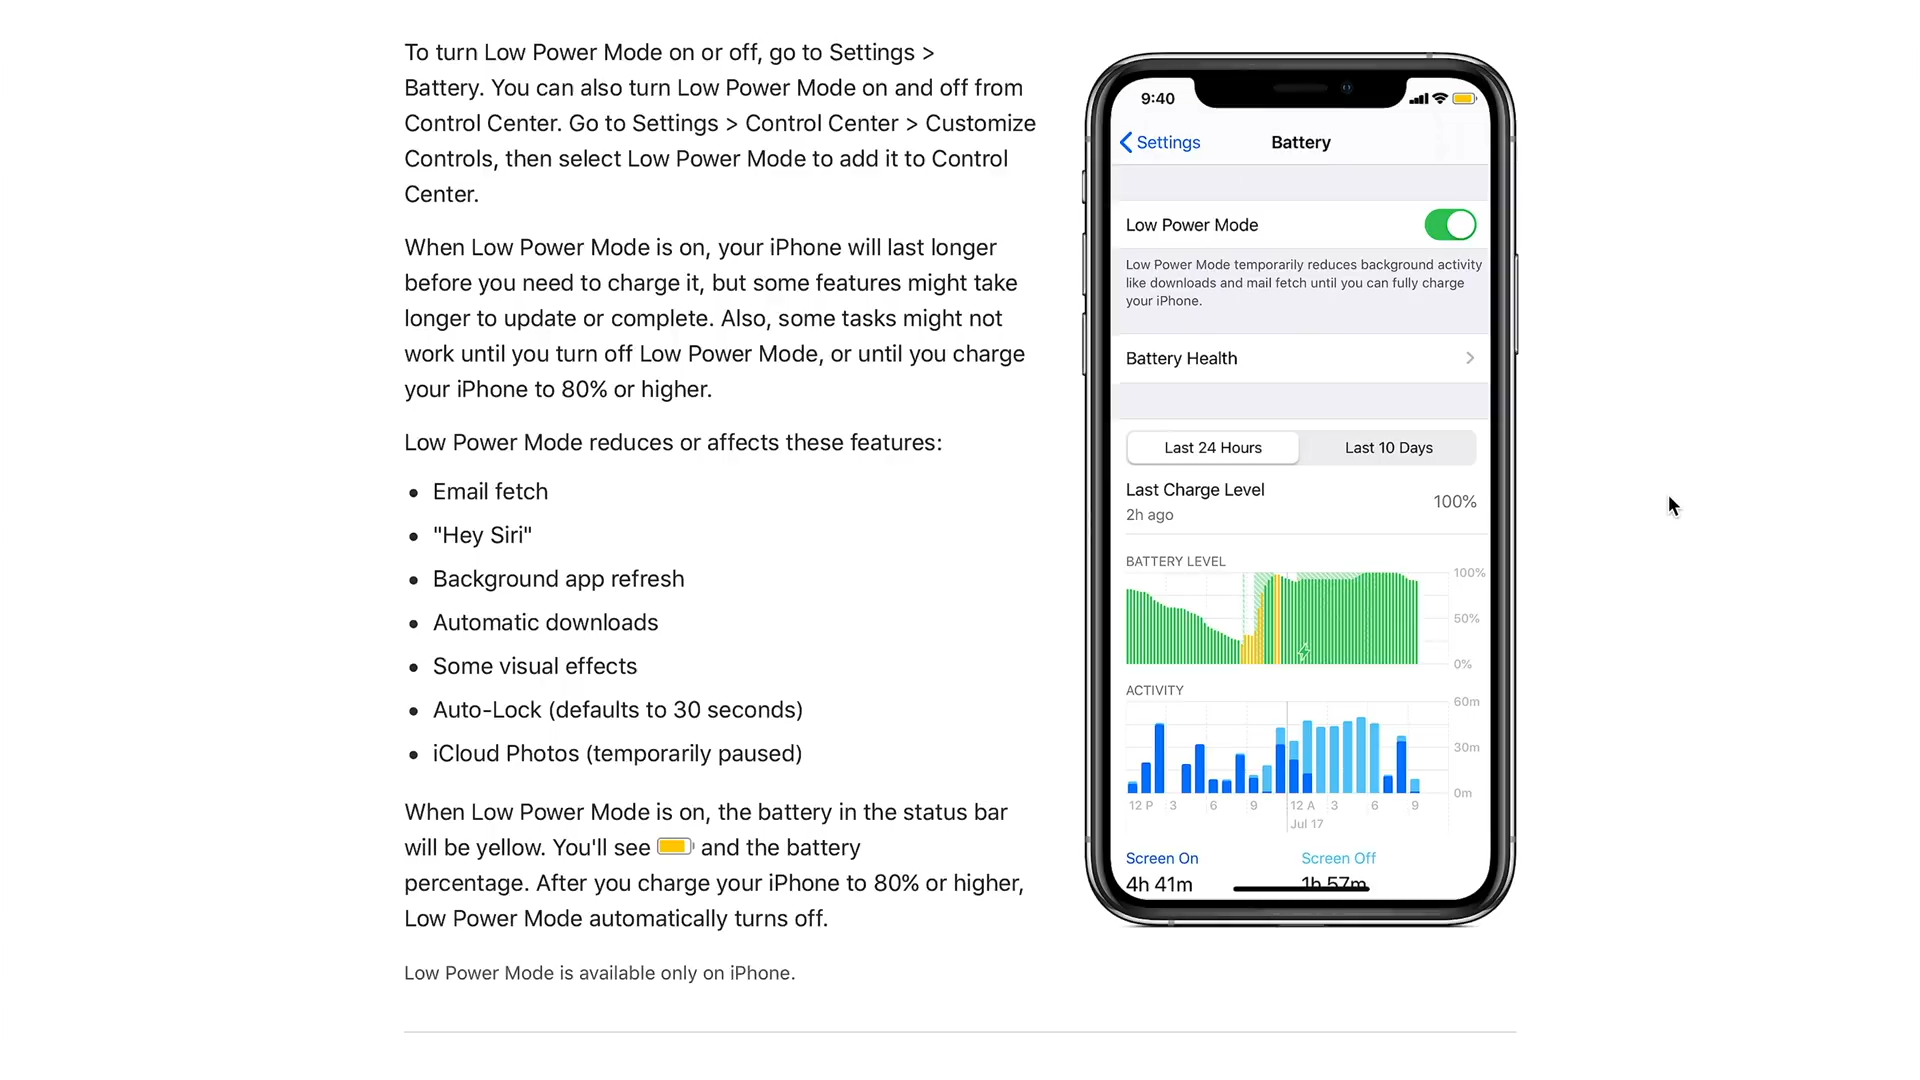 To turn Low Power Mode on or off, go to Settings >
Battery. You can also turn Low Power Mode on and off from
Control Center. Go to Settings > Control Center > Customize
Controls, then select Low Power Mode to add it to Control
Center.
When Low Power Mode is on, your iPhone will last longer
before you need to charge it, but some features might take
longer to update or complete. Also, some tasks might not
work until you turn off Low Power Mode, or until you charge
your iPhone to 80% or higher.
Low Power Mode reduces or affects these features:
• Email fetch
• "Hey Siri"
• Background app refresh
• Automatic downloads
• Some visual effects
• Auto-Lock (defaults to 30 seconds)
• iCloud Photos (temporarily paused)
When Low Power Mode is on, the battery in the status bar
will be yellow. You'll see and the battery
percentage. After you charge your iPhone to 80% or higher,
Low Power Mode automatically turns off.
Low Power Mode is available only on iPhone.
9:40
Settings Battery
Low Power Mode
Low Power Mode temporarily reduces background activity
like downloads and mail fetch until you can fully charge
your iPhone.
Battery Health
Last 24 Hours Last 10 Days
Last Charge Level
100%
2h ago
BATTERY LEVEL
100%
50%
0%
ACTIVITY
60m
30m
0m
12 P 3 6 9 12 A 3 6 9
Jul 17
Screen On Screen Off
4h 41m 1h 57m